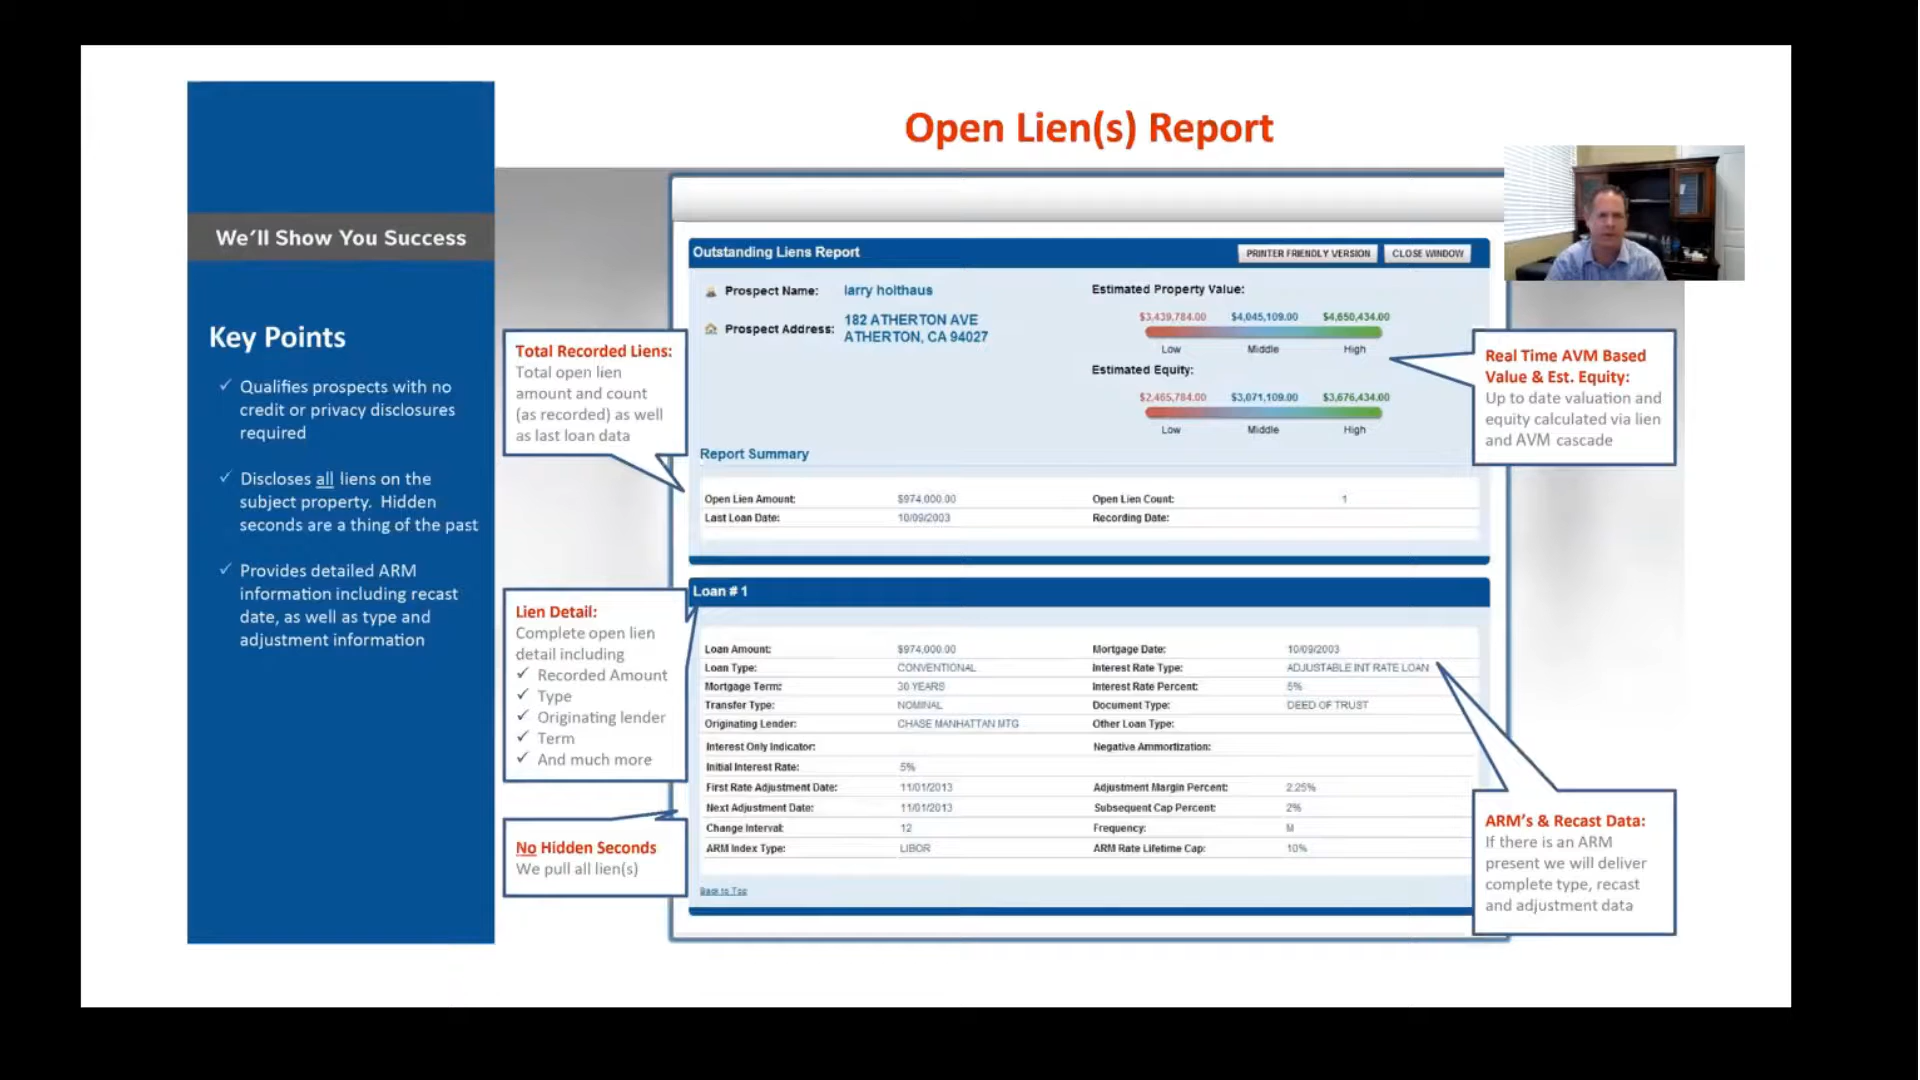 Open Lien(s) Report
We'll Show You Success
Key Points
✓ Qualifies prospects with no
credit or privacy disclosures
required
✓ Discloses all liens on the
subject property. Hidden
seconds are a thing of the past
✓ Provides detailed ARM
information including recast
date, as well as type and
adjustment information
Total Recorded Liens:
Total open lien
amount and count
(as recorded) as well
as last loan data
Lien Detail:
Complete open lien
detail including
✓ Recorded Amount
✓ Type
✓ Originating lender
✓ Term
✓ And much more
No Hidden Seconds
We pull all lien(s)
Outstanding Liens Report PRINTER FRIENDLY VERSION CLOSE WINDOW
Prospect Name: larry holthaus
Prospect Address: 182 ATHERTON AVE
ATHERTON, CA 94027
Estimated Property Value:
$3,439,784.00 $4,045,109.00 $4,650,434.00
Low Middle High
Estimated Equity:
$2,465,784.00 $3,071,109.00 $3,676,434.00
Low Middle High
Report Summary
Open Lien Amount: $974,000.00 Open Lien Count: 1
Last Loan Date: 10/09/2003 Recording Date:
Loan # 1
Loan Amount: $974,000.00 Mortgage Date: 10/09/2003
Loan Type: CONVENTIONAL Interest Rate Type: ADJUSTABLE INT RATE LOAN
Mortgage Term: 30 YEARS Interest Rate Percent: 5%
Transfer Type: NOMINAL Document Type: DEED OF TRUST
Originating Lender: CHASE MANHATTAN MTG Other Loan Type:
Interest Only Indicator: Negative Ammortization:
Initial Interest Rate: 5%
First Rate Adjustment Date: 11/01/2013 Adjustment Margin Percent: 2.25%
Next Adjustment Date: 11/01/2013 Subsequent Cap Percent: 2%
Change Interval: 12 Frequency: M
ARM Index Type: LIBOR ARM Rate Lifetime Cap: 10%
Back to Top
Real Time AVM Based
Value & Est. Equity:
Up to date valuation and
equity calculated via lien
and AVM cascade
ARM's & Recast Data:
If there is an ARM
present we will deliver
complete type, recast
and adjustment data